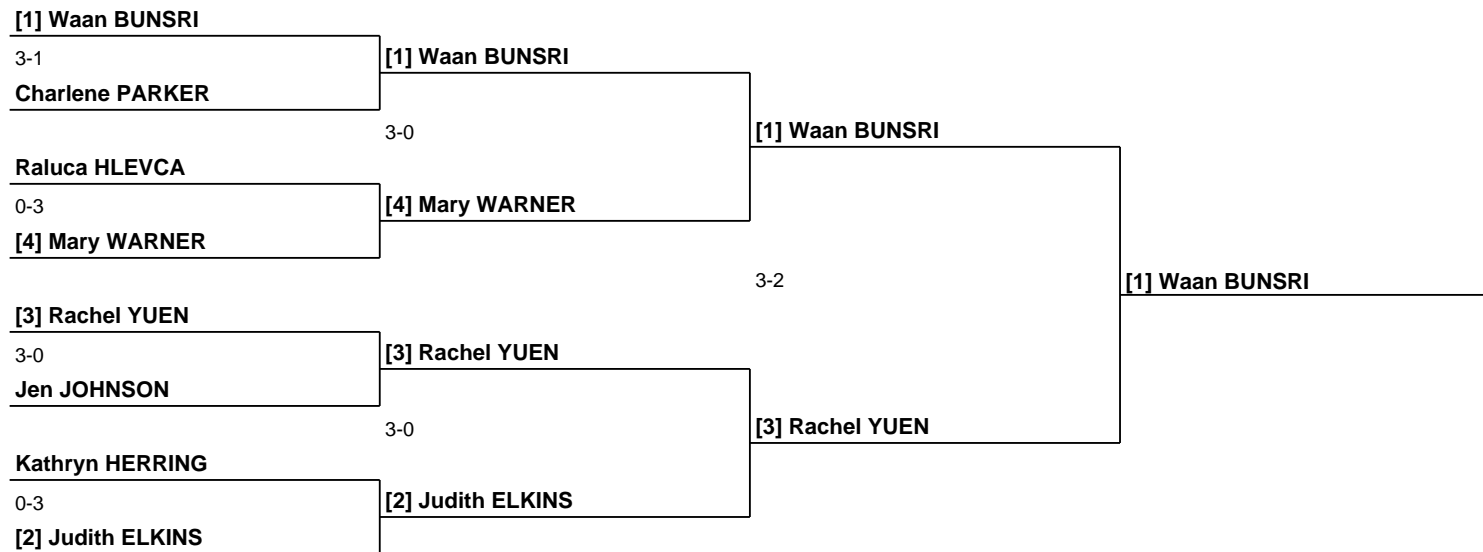 [1] Waan BUNSRI
3-1
[1] Waan BUNSRI
Charlene PARKER
3-0
[1] Waan BUNSRI
Raluca HLEVCA
0-3
[4] Mary WARNER
[4] Mary WARNER
3-2
[1] Waan BUNSRI
[3] Rachel YUEN
3-0
[3] Rachel YUEN
Jen JOHNSON
3-0
[3] Rachel YUEN
Kathryn HERRING
0-3
[2] Judith ELKINS
[2] Judith ELKINS